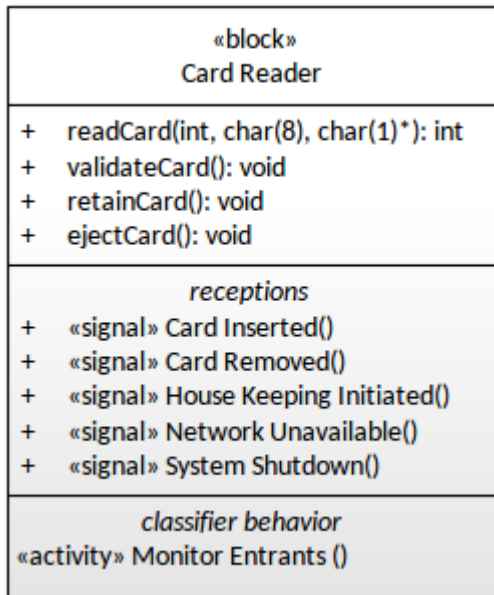 «block»
Card Reader
+ readCard(int, char(8), char(1)*): int
+ validateCard(): void
+ retainCard(): void
+ ejectCard(): void
receptions
+ «signal» Card Inserted()
+ «signal» Card Removed()
+ «signal» House Keeping Initiated()
+ «signal» Network Unavailable()
+ «signal» System Shutdown()
classifier behavior
«activity» Monitor Entrants ()